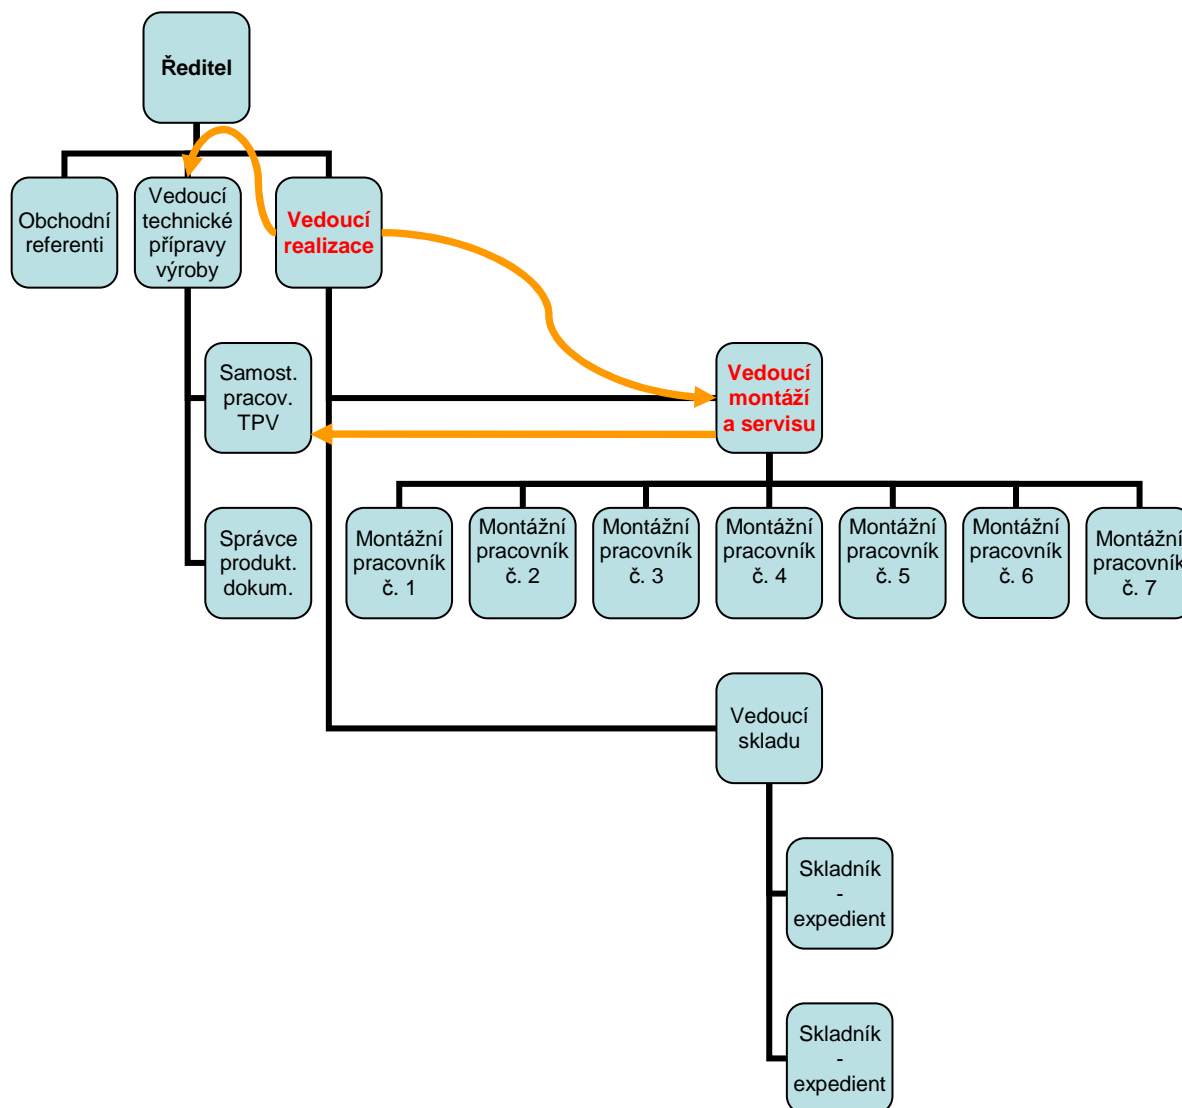 Ředitel
Obchodní
referenti
Vedoucí
technické
přípravy
výroby
Vedoucí
realizace
Samost.
pracov.
TPV
Vedoucí
montáží
a servisu
Správce
produkt.
dokum.
Montážní
pracovník
č. 1
Montážní
pracovník
č. 2
Montážní
pracovník
č. 3
Montážní
pracovník
č. 4
Montážní
pracovník
č. 5
Montážní
pracovník
č. 6
Montážní
pracovník
č. 7
Vedoucí
skladu
Skladník
-
expedient
Skladník
-
expedient